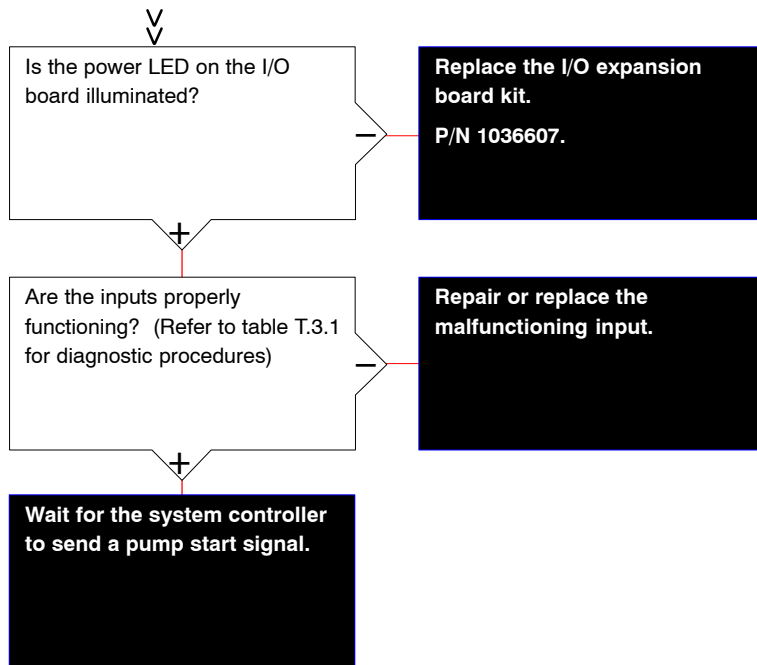 Is the power LED on the I/O
board illuminated?
Replace the I/O expansion
board kit.
P/N 1036607.
−
+
Are the inputs properly
functioning? (Refer to table T.3.1
for diagnostic procedures)
Repair or replace the
malfunctioning input.
−
+
Wait for the system controller
to send a pump start signal.